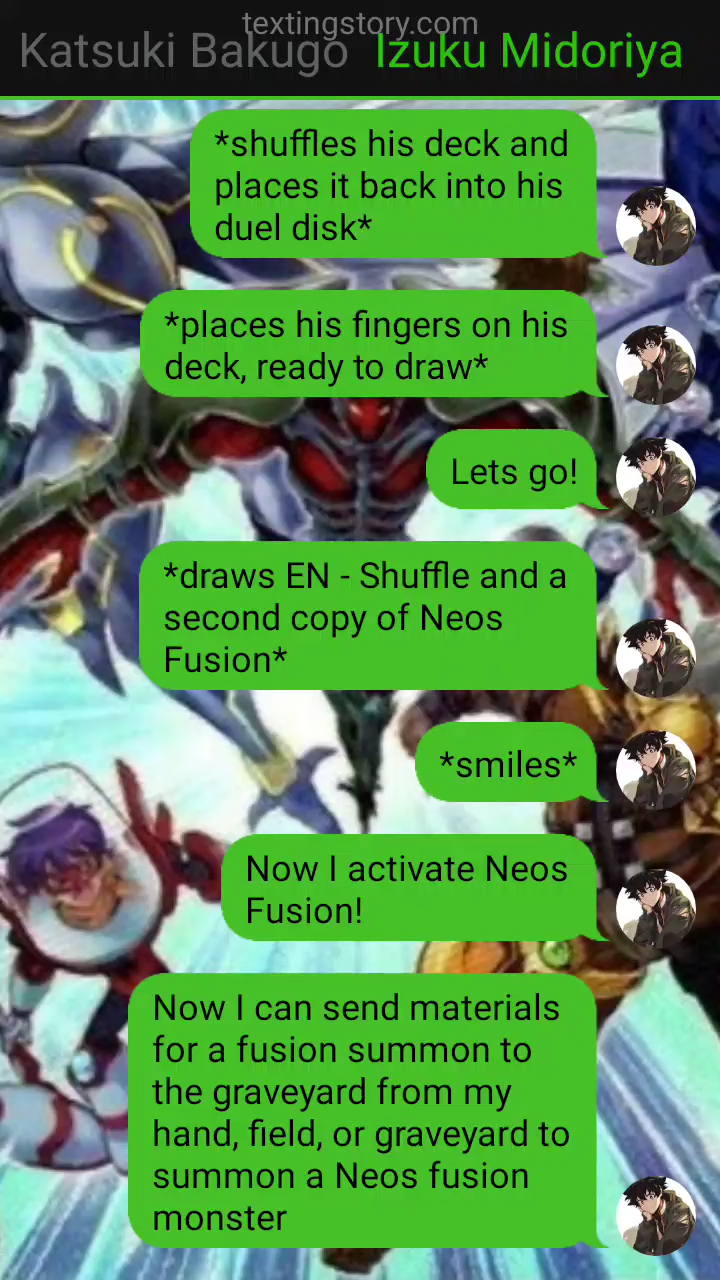 textingstory.com
Katsuki Bakugo Izuku Midoriya
*shuffles his deck and
places it back into his
duel disk*
*places his fingers on his
deck, ready to draw*
Lets go!
*draws EN - Shuffle and a
second copy of Neos
Fusion*
*smiles*
Now I activate Neos
Fusion!
Now I can send materials
for a fusion summon to
the graveyard from my
hand, field, or graveyard to
summon a Neos fusion
monster